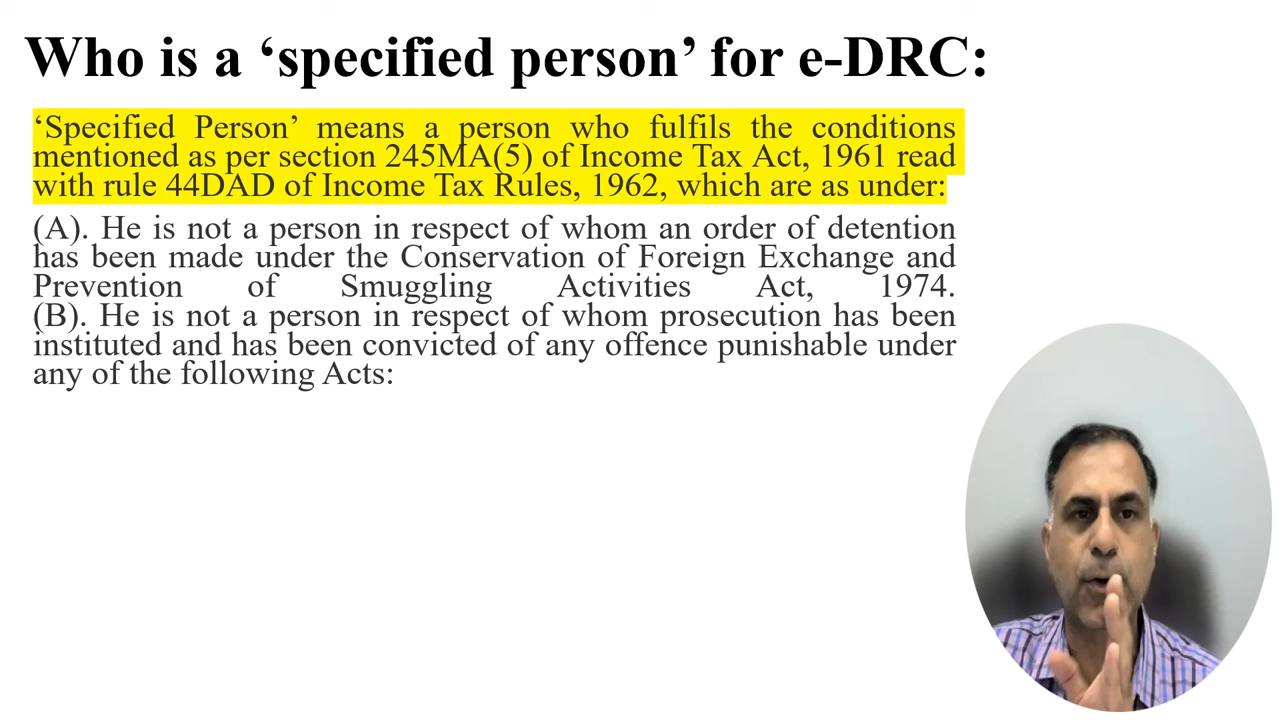 Who is a ‘specified person’ for e-DRC:
‘Specified Person’ means a person who fulfils the conditions
mentioned as per section 245MA(5) of Income Tax Act, 1961 read
with rule 44DAD of Income Tax Rules, 1962, which are as under:
(A). He is not a person in respect of whom an order of detention
has been made under the Conservation of Foreign Exchange and
Prevention of Smuggling Activities Act, 1974.
(B). He is not a person in respect of whom prosecution has been
instituted and has been convicted of any offence punishable under
any of the following Acts: